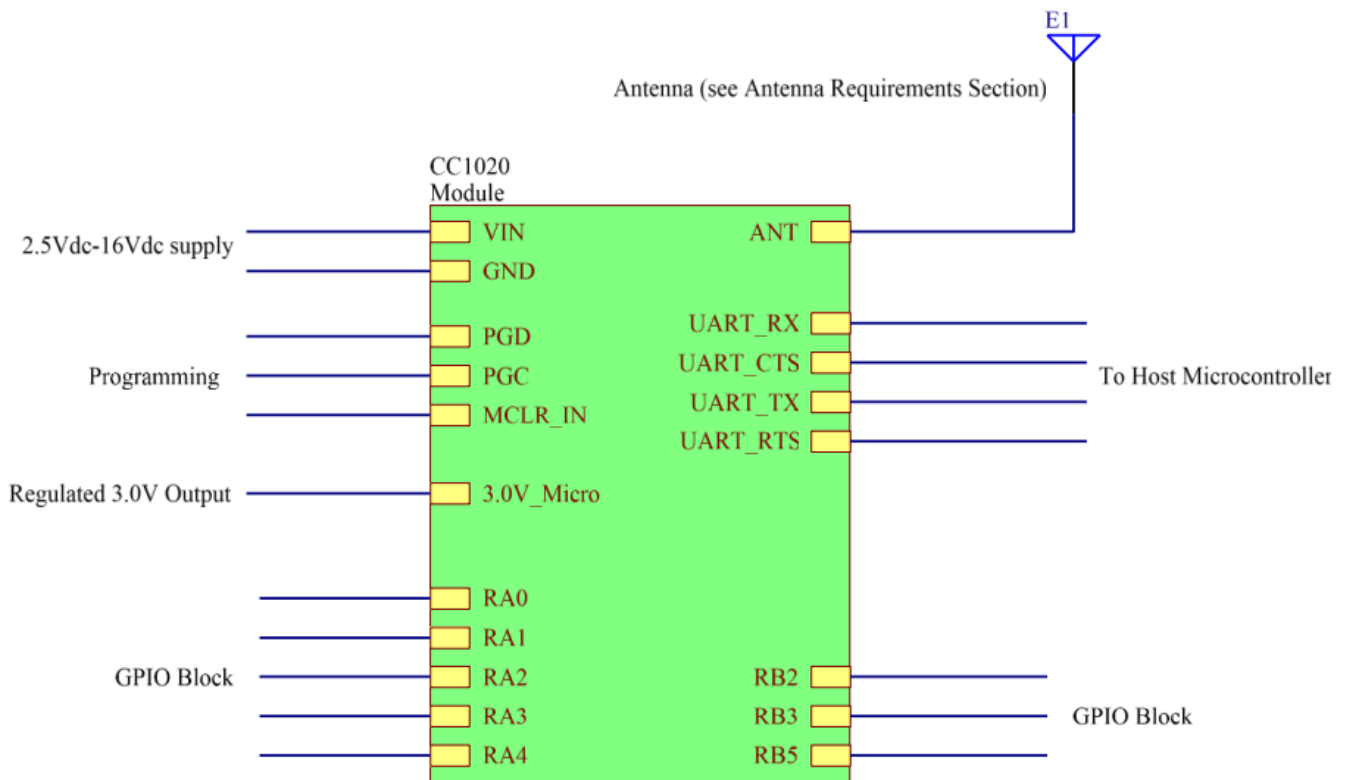 E1
Antenna (see Antenna Requirements Section)
CC1020
Module
2.5Vdc-16Vdc supply
VIN
GND
ANT
Programming
PGD
PGC
MCLR_IN
UART_RX
UART_CTS
UART_TX
UART_RTS
To Host Microcontroller
Regulated 3.0V Output
3.0V_Micro
GPIO Block
RA0
RA1
RA2
RA3
RA4
RB2
RB3
RB5
GPIO Block